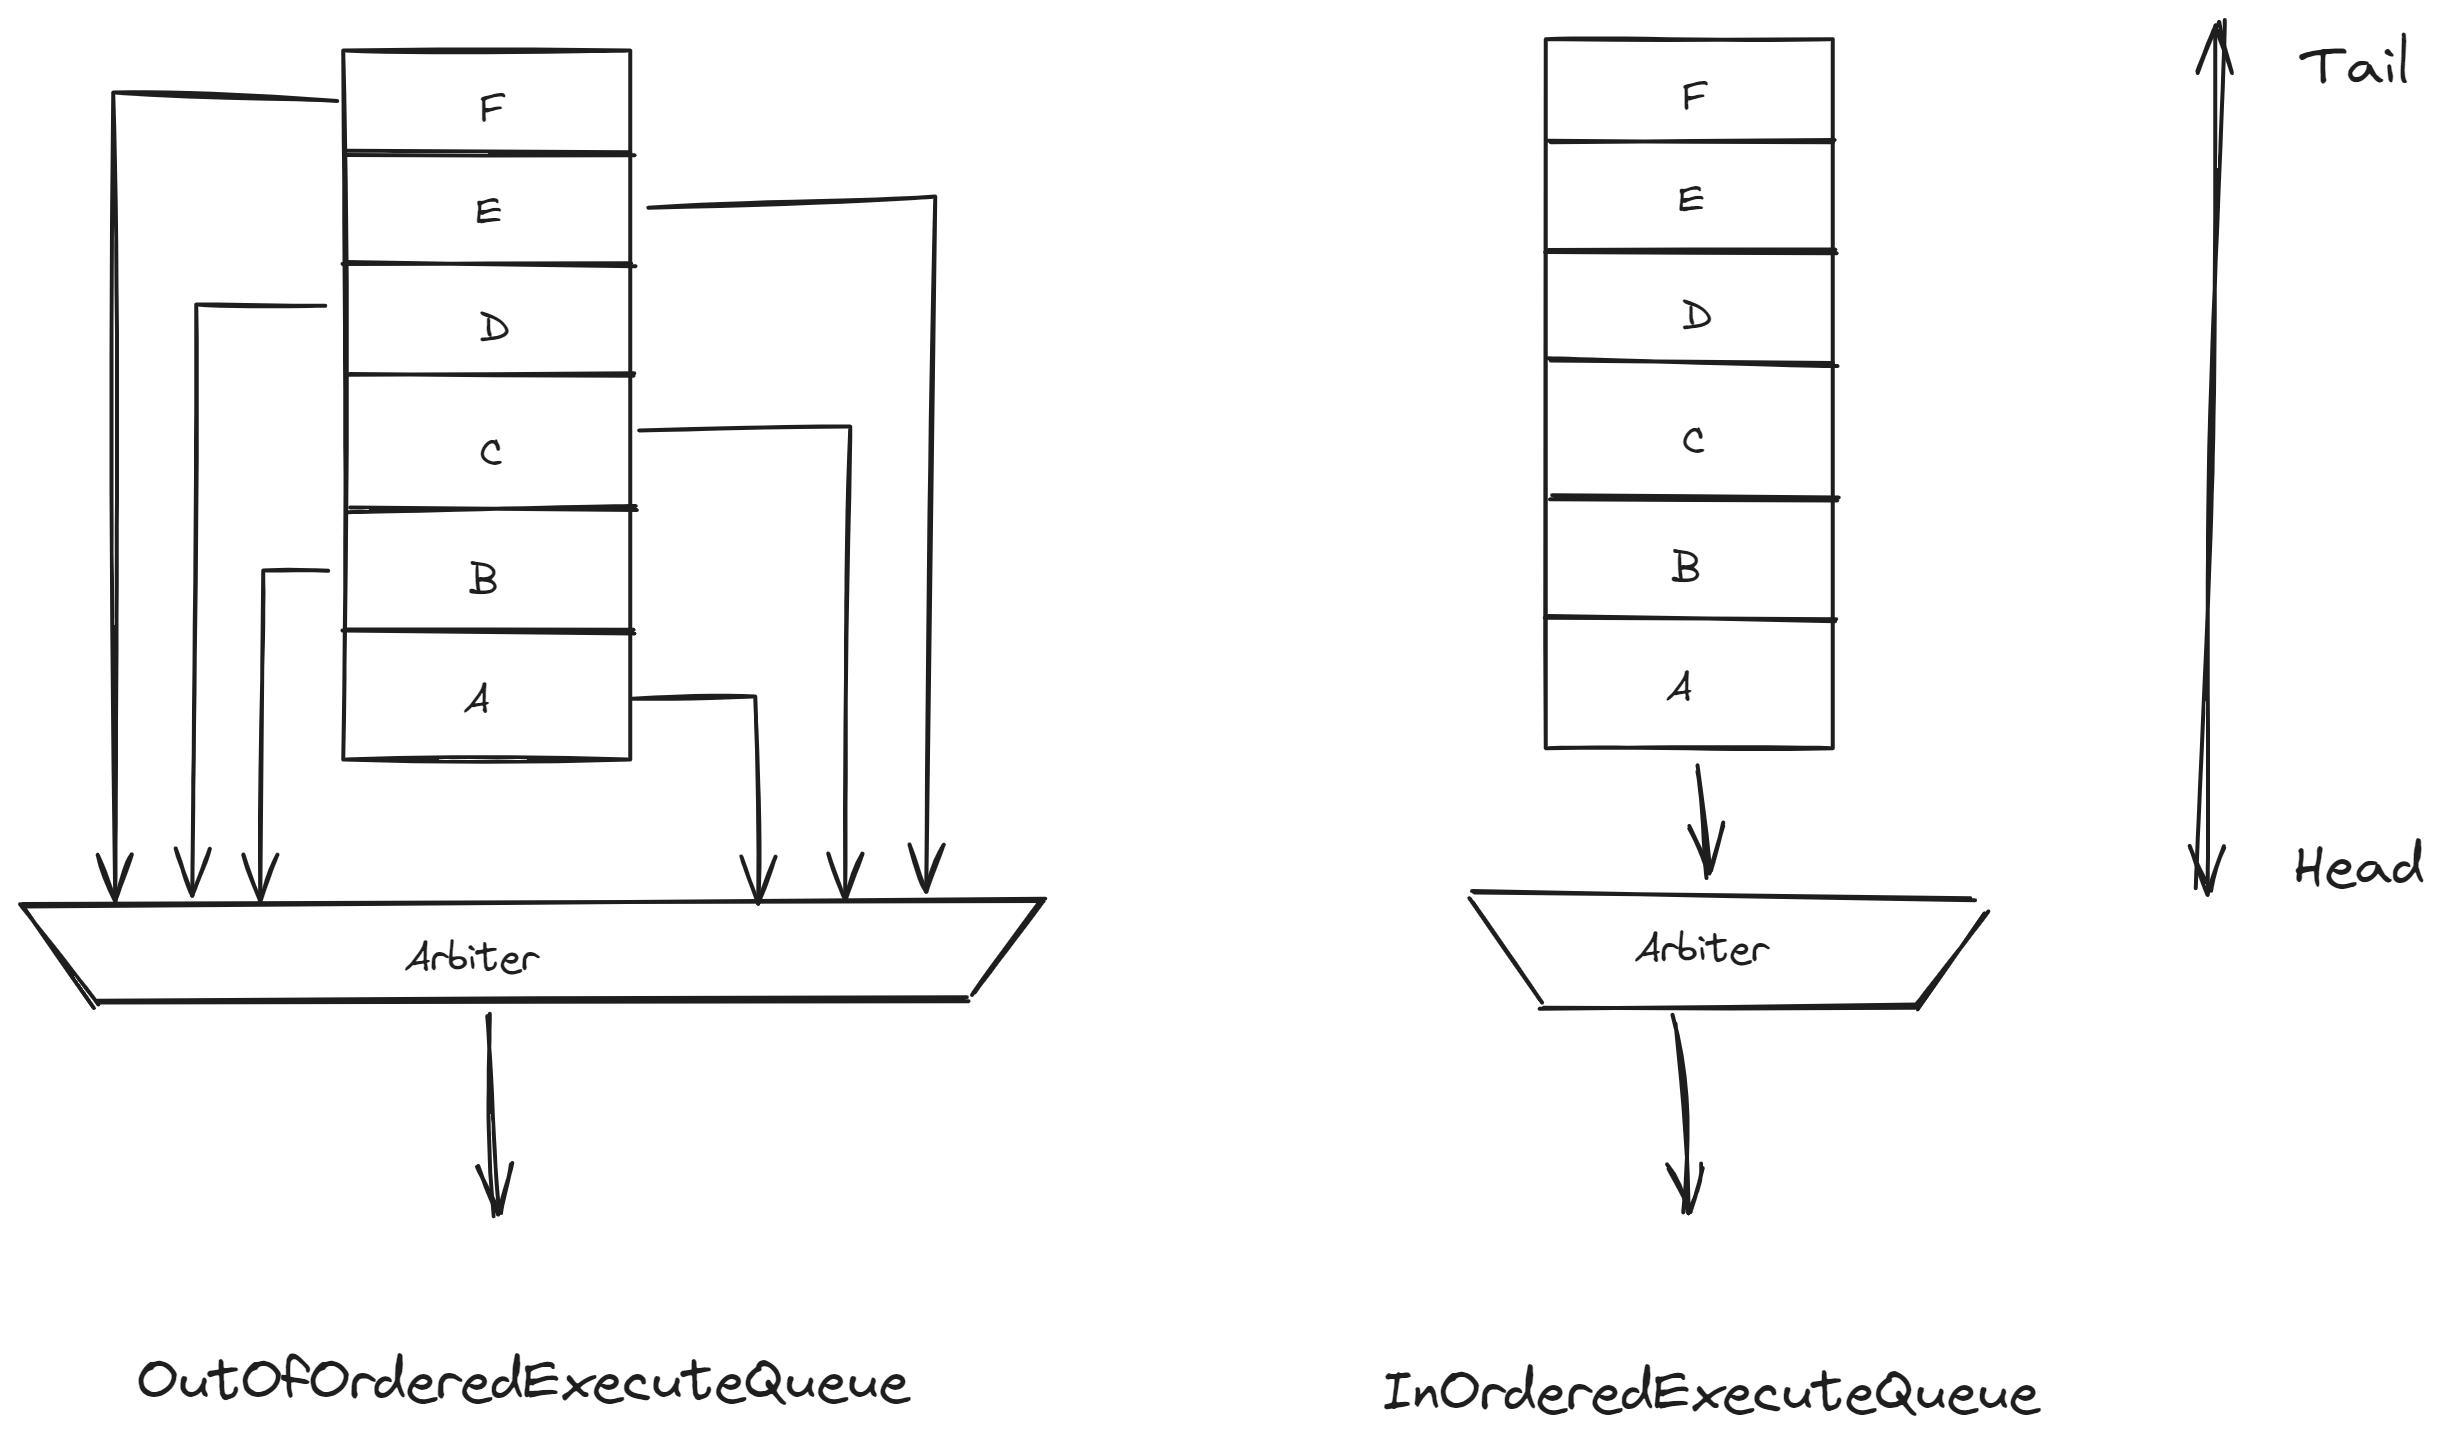 F
E
D
C
B
A
Arbiter
OutOfOrderedExecuteQueue
F
E
D
C
B
A
Arbiter
InOrderedExecuteQueue
Tail
Head